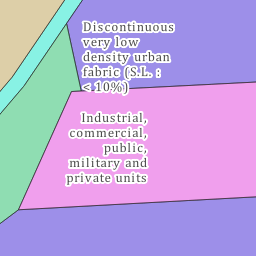 Discontinuous
very low
density urban
fabric (S.L. :
< 10%)
Industrial,
commercial,
public,
military and
private units